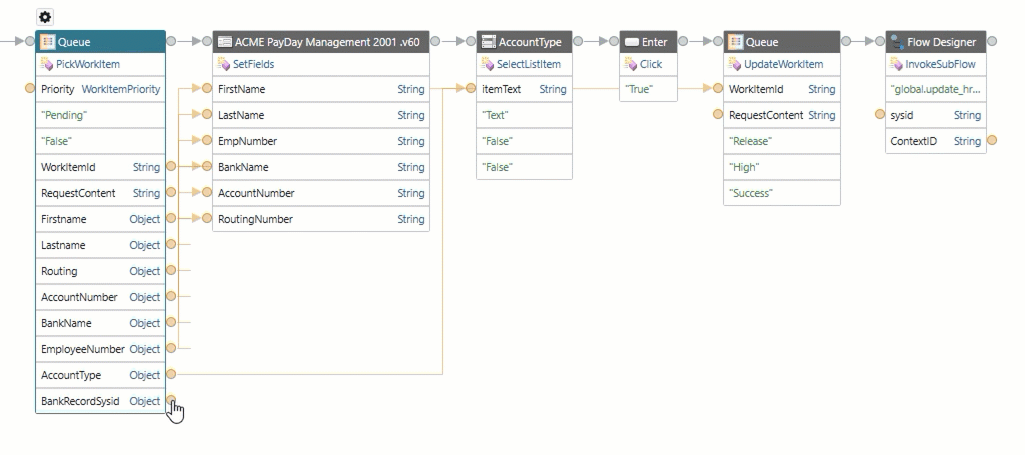 Queue
PickWorkItem
Priority WorkItemPriority
"Pending"
"False"
WorkItemId String
RequestContent String
Firstname Object
Lastname Object
Routing Object
AccountNumber Object
BankName Object
EmployeeNumber Object
AccountType Object
BankRecordSysid Object
ACME PayDay Management 2001 .v60
SetFields
FirstName String
LastName String
EmpNumber String
BankName String
AccountNumber String
RoutingNumber String
AccountType
SelectListItem
itemText String
"Text"
"False"
"False"
Enter
Click
"True"
Queue
UpdateWorkItem
WorkItemId String
RequestContent String
"Release"
"High"
"Success"
Flow Designer
InvokeSubFlow
"global.update_hr...
sysid String
ContextID String